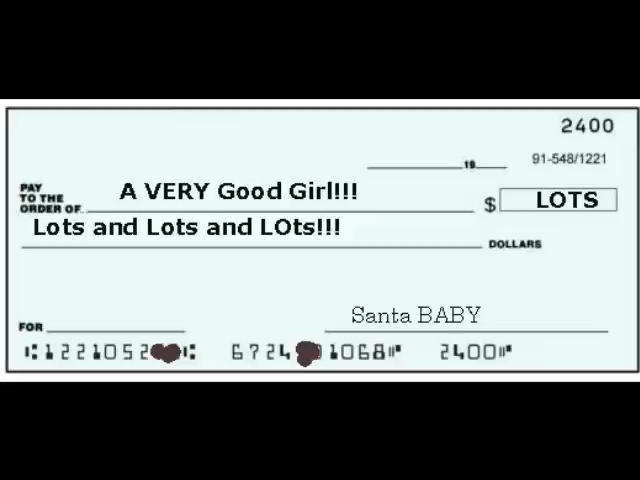 2400
19 91-548/1221
PAY
TO THE
ORDER OF A VERY Good Girl!!! $ LOTS
Lots and Lots and LOts!!! DOLLARS
Santa BABY
FOR
⑆1221052 ⑆ 6724 1068⑈ 2400⑈